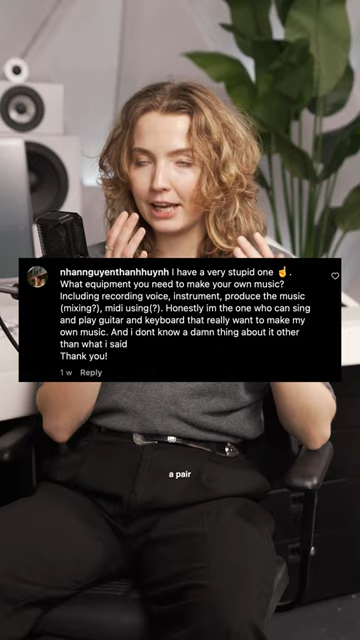 nhannguyenthanhhuynh I have a very stupid one ☝️.
What equipment you need to make your own music?
Including recording voice, instrument, produce the music
(mixing?), midi using(?). Honestly im the one who can sing
and play guitar and keyboard that really want to make my
own music. And i dont know a damn thing about it other
than what i said
Thank you!
1 w Reply
a pair